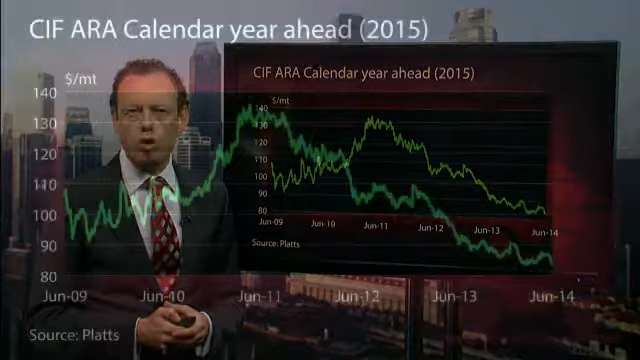 CIF ARA Calendar year ahead (2015)
$/mt
140
130
120
110
100
90
80
Jun-09
Jun-10
Jun-11
Jun-12
Jun-13
Jun-14
Source: Platts
CIF ARA Calendar year ahead (2015)
$/mt
140
130
120
110
100
90
80
Jun-09
Jun-10
Jun-11
Jun-12
Jun-13
Jun-14
Source: Platts